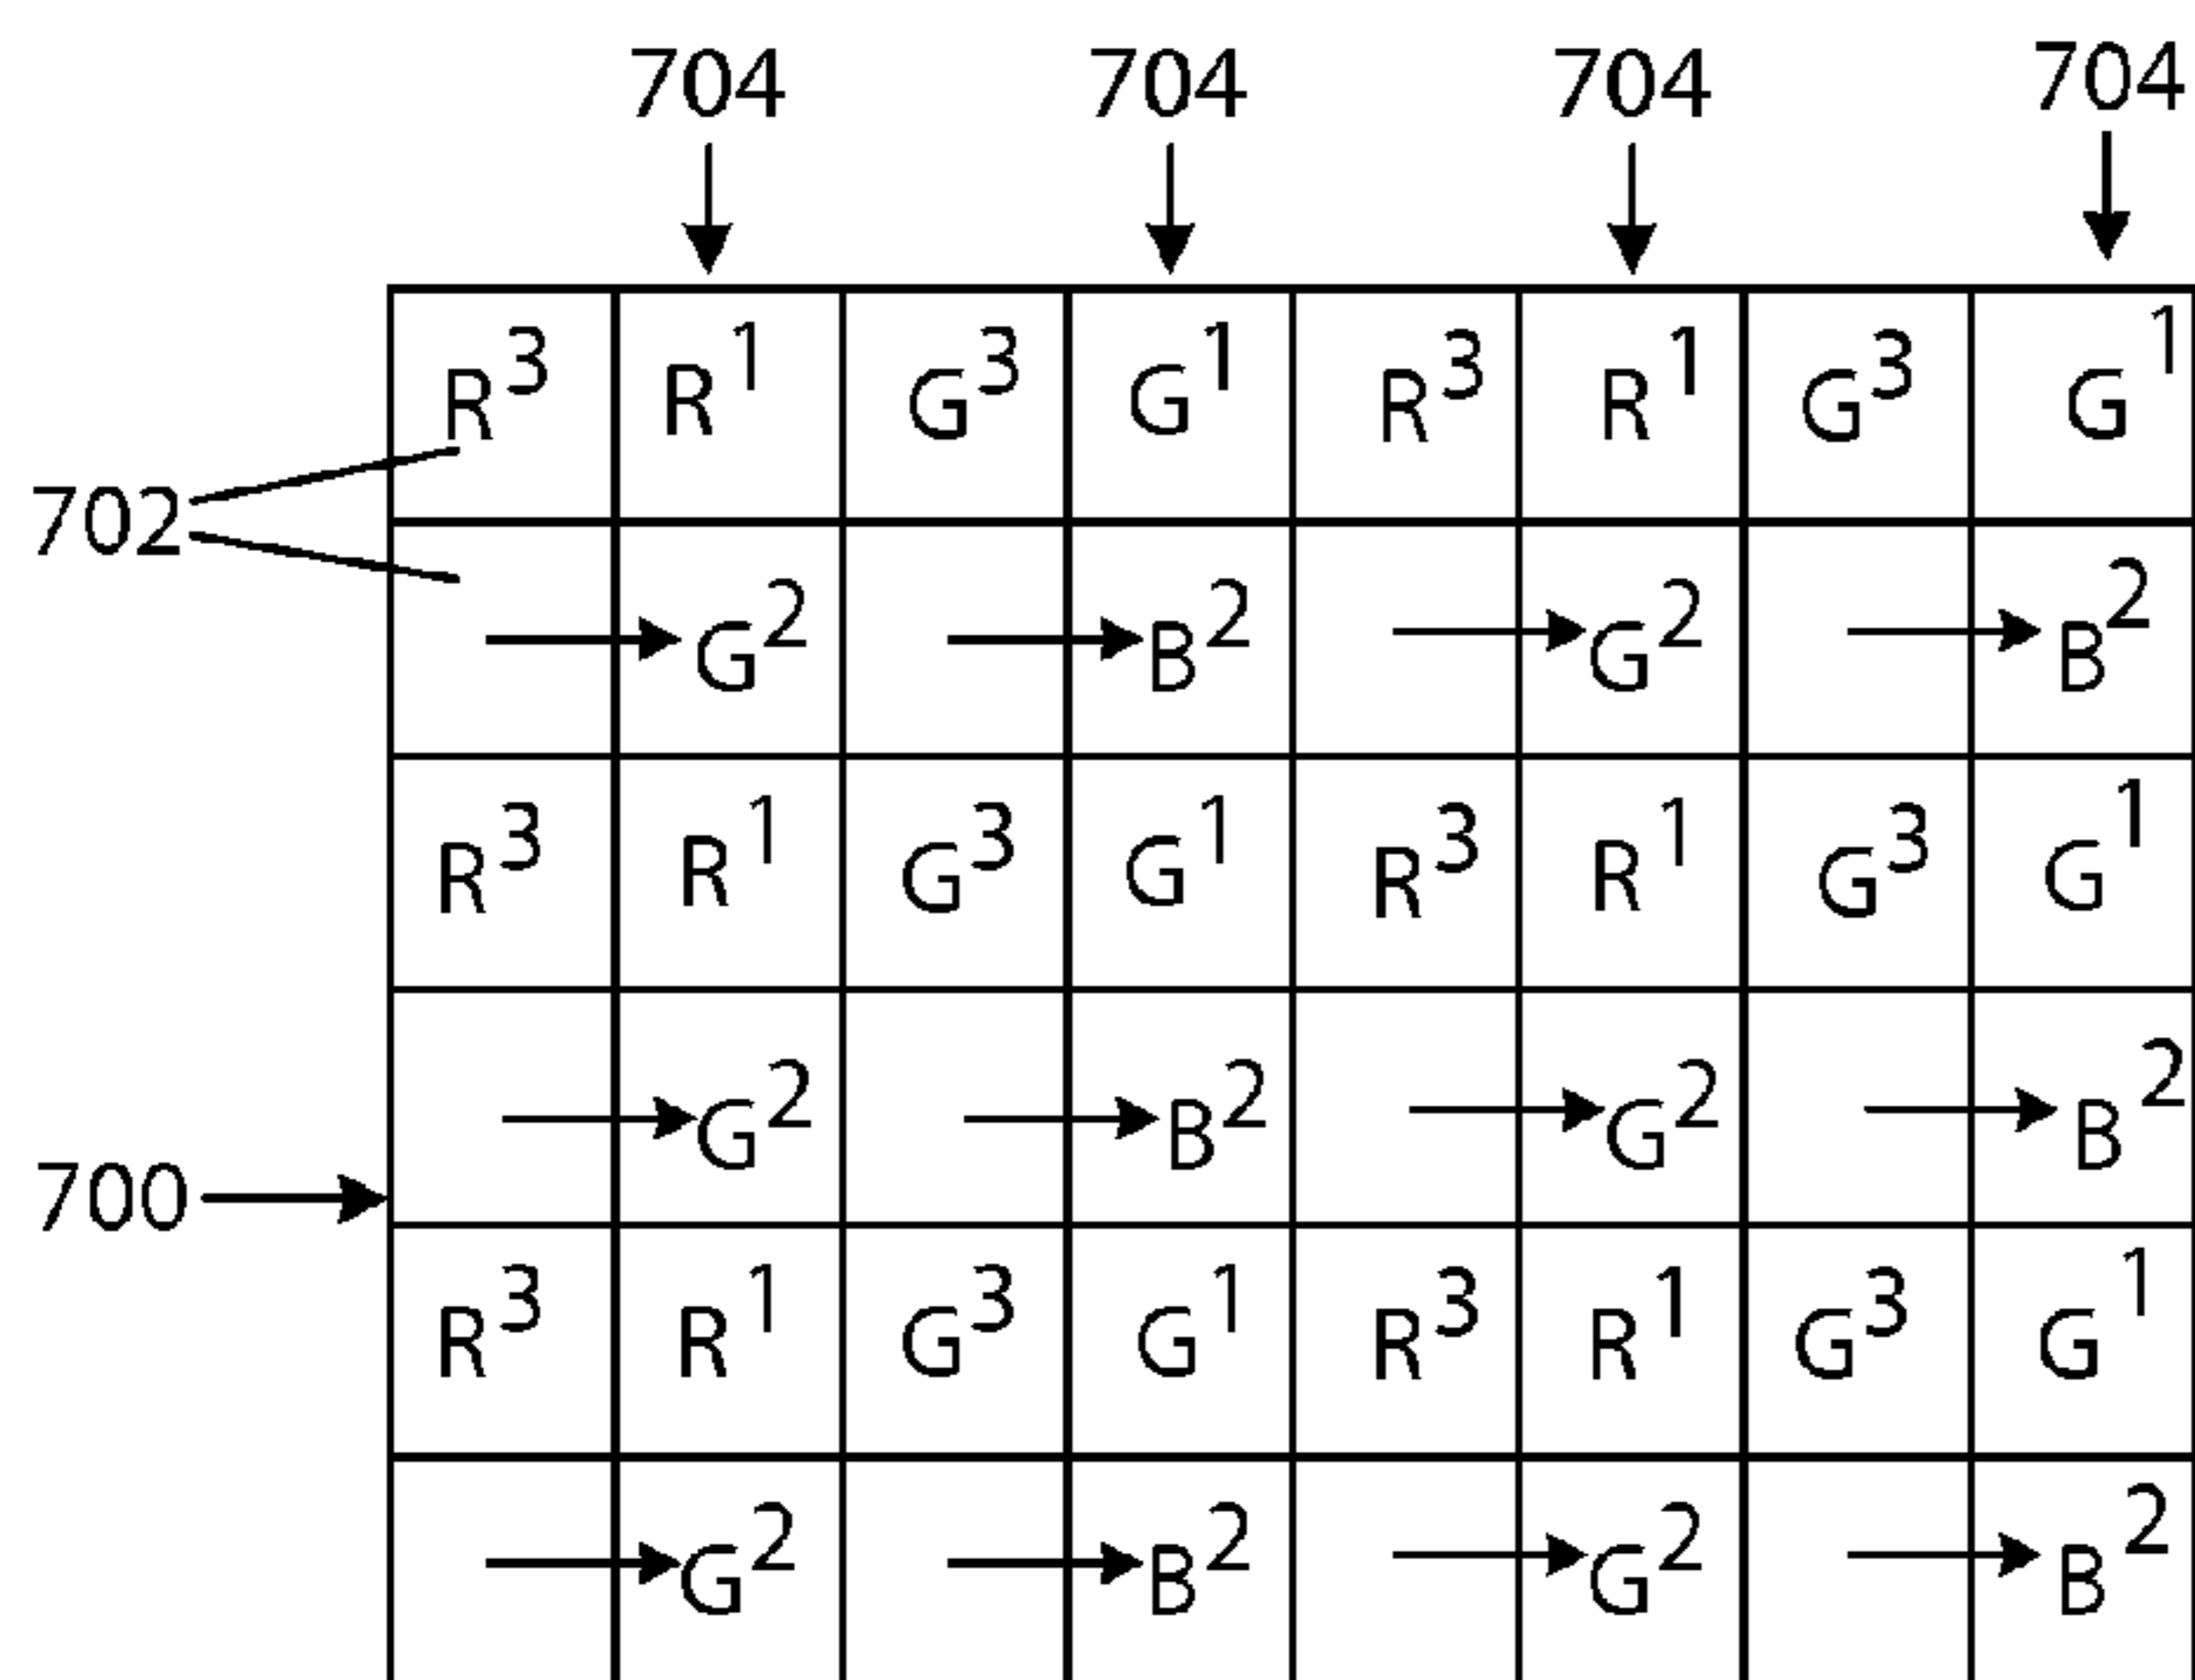 704 704 704 704
R³ R¹ G³ G¹ R³ R¹ G³ G¹
702
G² B² G² B²
R³ R¹ G³ G¹ R³ R¹ G³ G¹
G² B² G² B²
700
R³ R¹ G³ G¹ R³ R¹ G³ G¹
G² B² G² B²